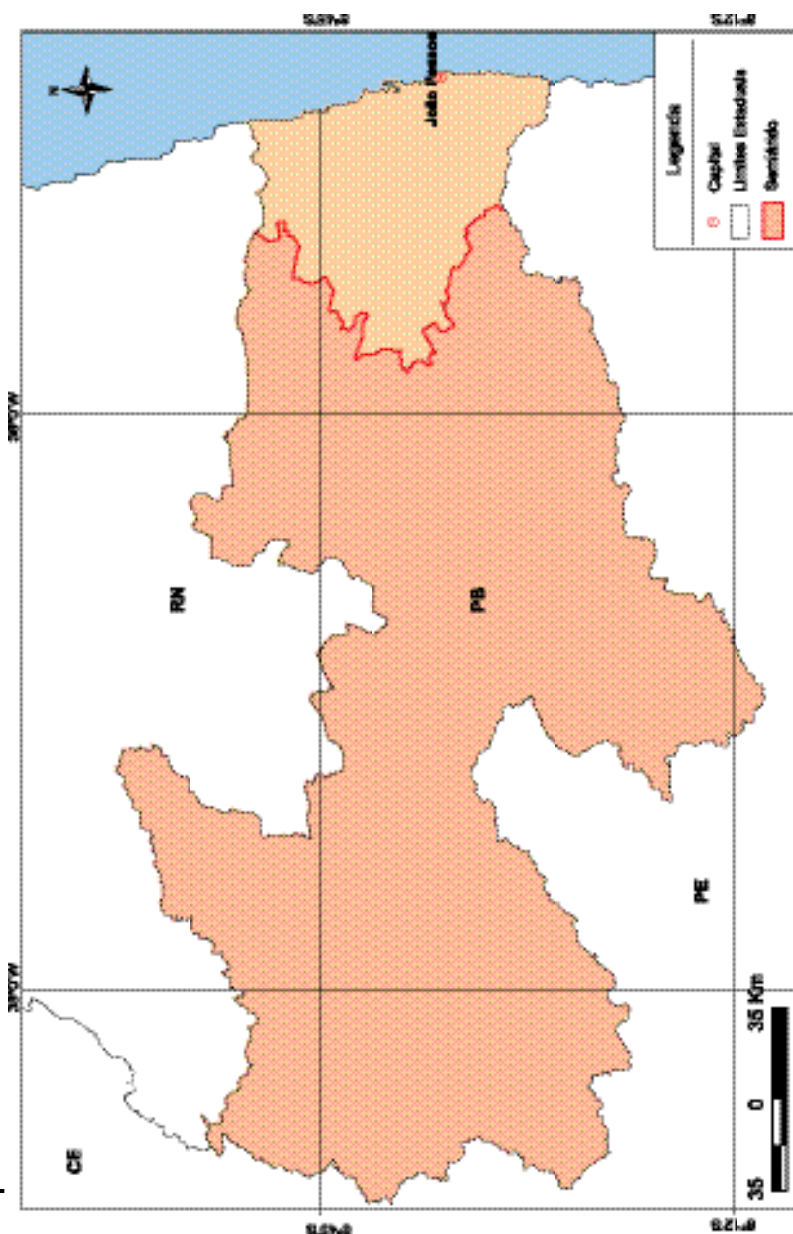 N
João Pessoa
RN
PB
CE
PE
Legenda
Capital
Limites Estaduais
Semiárido
35 0 35 Km